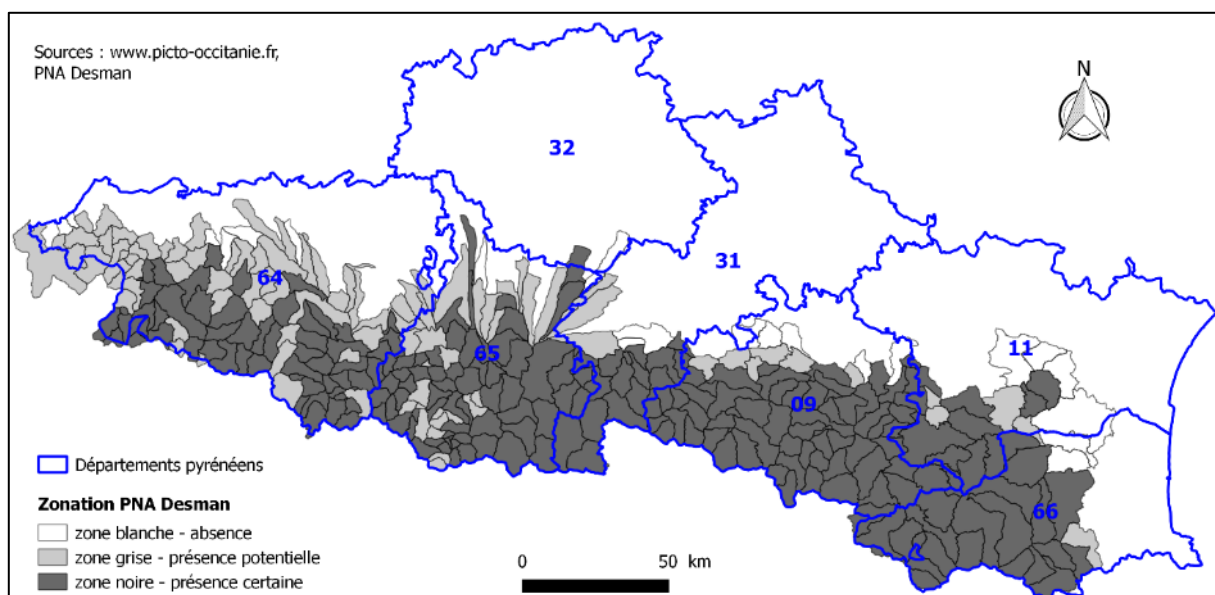 Sources : www.picto-occitanie.fr,
PNA Desman
N
32
31
64
65
11
09
66
Départements pyrénéens
Zonation PNA Desman
zone blanche - absence
zone grise - présence potentielle
zone noire - présence certaine
0 50 km